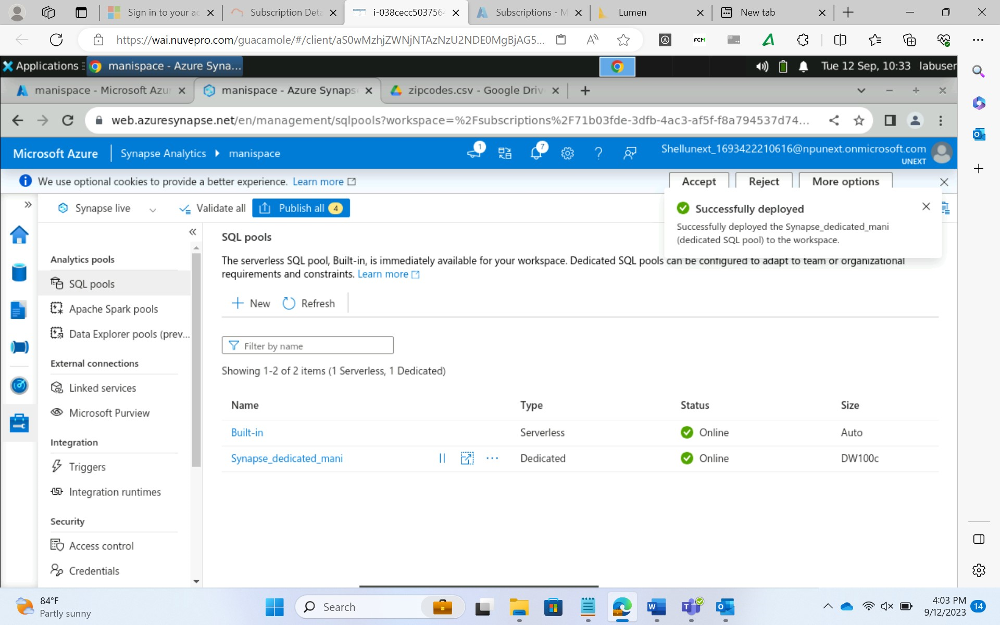 Sign in to your ac
Subscription Deta
i-038cecc5037564
Subscriptions - M
Lumen
New tab
https://wai.nuvepro.com/guacamole/#/client/aS0wMzhjZWNjNTAzNzU2NDE0MgBjAG5...
FCM
Applications
manispace - Azure Syna...
Tue 12 Sep, 10:33 labuser
manispace - Microsoft Azu
manispace - Azure Synaps
zipcodes.csv - Google Driv
web.azuresynapse.net/en/management/sqlpools?workspace=%2Fsubscriptions%2F71b03fde-3dfb-4ac3-af5f-f8a794537d74...
Microsoft Azure
Synapse Analytics
manispace
1
7
Shellunext_1693422210616@npunext.onmicrosoft.com
UNEXT
We use optional cookies to provide a better experience. Learn more
Accept
Reject
More options
Synapse live
Validate all
Publish all 4
Successfully deployed
Successfully deployed the Synapse_dedicated_mani
(dedicated SQL pool) to the workspace.
Analytics pools
SQL pools
Apache Spark pools
Data Explorer pools (prev...
External connections
Linked services
Microsoft Purview
Integration
Triggers
Integration runtimes
Security
Access control
Credentials
SQL pools
The serverless SQL pool, Built-in, is immediately available for your workspace. Dedicated SQL pools can be configured to adapt to team or organizational
requirements and constraints. Learn more
New
Refresh
Filter by name
Showing 1-2 of 2 items (1 Serverless, 1 Dedicated)
Name Type Status Size
Built-in Serverless Online Auto
Synapse_dedicated_mani Dedicated Online DW100c
84°F
Partly sunny
Search
4:03 PM
9/12/2023
14